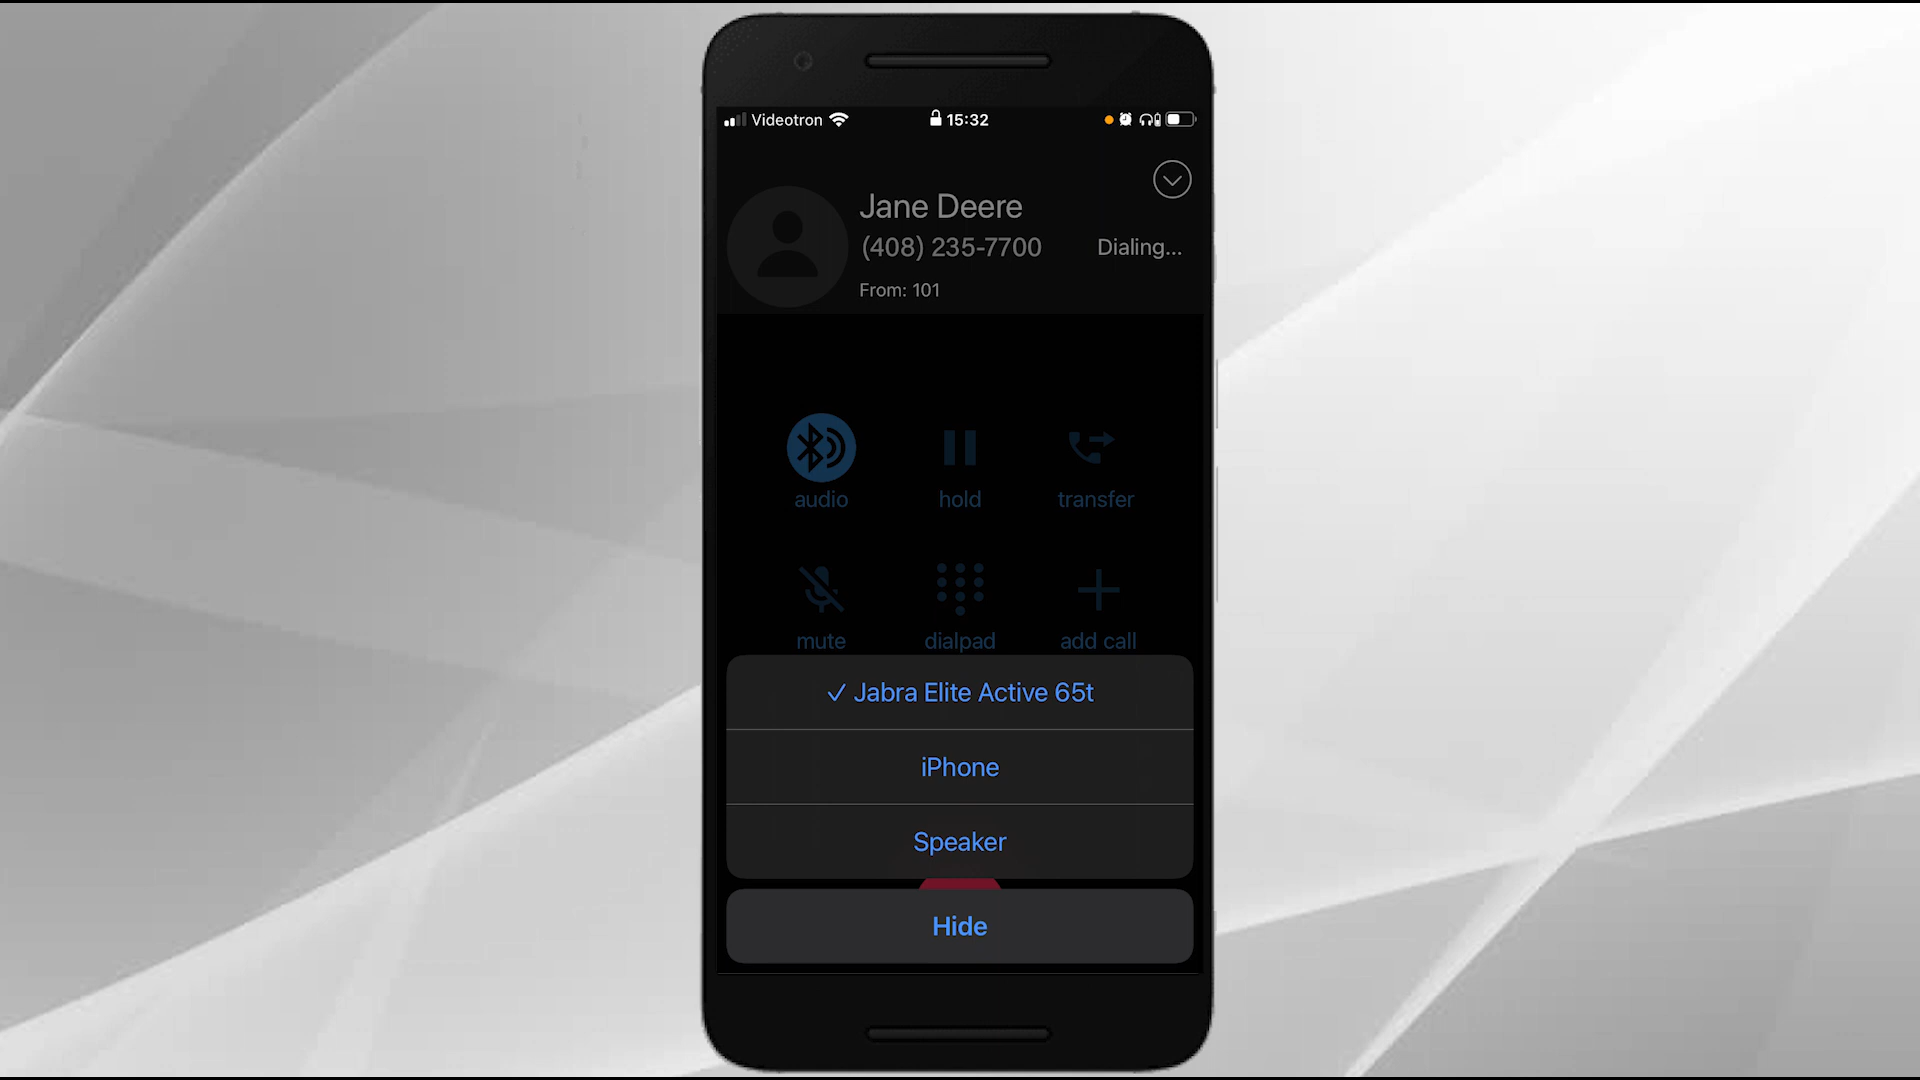 Videotron 15:32
Jane Deere
(408) 235-7700 Dialing...
From: 101
audio hold transfer
mute dialpad add call
✓ Jabra Elite Active 65t
iPhone
Speaker
Hide